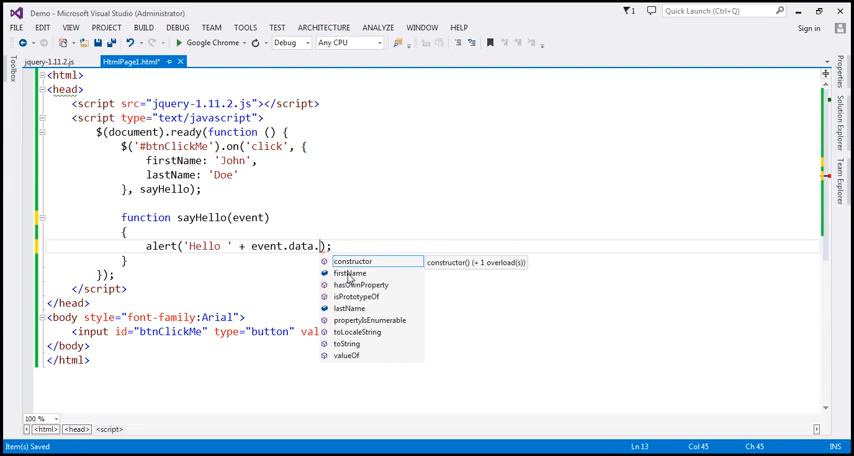 Demo - Microsoft Visual Studio (Administrator)
1
Quick Launch (Ctrl+Q)
FILE EDIT VIEW PROJECT BUILD DEBUG TEAM TOOLS TEST ARCHITECTURE ANALYZE WINDOW HELP
Sign in
Google Chrome Debug Any CPU
Toolbox
jquery-1.11.2.js HtmlPage1.html*
Properties
Solution Explorer
Team Explorer
<html>
<head>
<script src="jquery-1.11.2.js"></script>
<script type="text/javascript">
$(document).ready(function () {
$('#btnClickMe').on('click', {
firstName: 'John',
lastName: 'Doe'
}, sayHello);
function sayHello(event)
{
alert('Hello ' + event.data.);
}
});
</script>
</head>
<body style="font-family:Arial">
<input id="btnClickMe" type="button" val
</body>
</html>
constructor
constructor() (+ 1 overload(s))
firstName
hasOwnProperty
isPrototypeOf
lastName
propertyIsEnumerable
toLocaleString
toString
valueOf
100 %
<html> <head> <script>
Item(s) Saved Ln 13 Col 45 Ch 45 INS